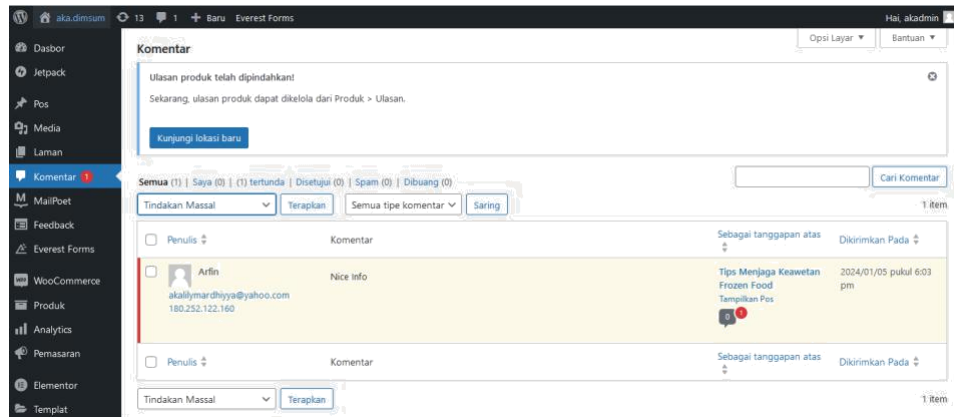 aka.dimsum 13 1 + Baru Everest Forms Hai, akadmin
Dasbor
Jetpack
Pos
Media
Laman
Komentar 1
MailPoet
Feedback
Everest Forms
WooCommerce
Produk
Analytics
Pemasaran
Elementor
Templat
Opsi Layar ▼ Bantuan ▼
Komentar
Ulasan produk telah dipindahkan!
Sekarang, ulasan produk dapat dikelola dari Produk > Ulasan.
Kunjungi lokasi baru
Semua (1) | Saya (0) | (1) tertunda | Disetujui (0) | Spam (0) | Dibuang (0)
Cari Komentar
Tindakan Massal Terapkan Semua tipe komentar Saring 1 item
Penulis Komentar Sebagai tanggapan atas Dikirimkan Pada
Arfin
akalilymardhiyya@yahoo.com
180.252.122.160
Nice Info
Tips Menjaga Keawetan
Frozen Food
Tampilkan Pos
0 1
2024/01/05 pukul 6:03
pm
Penulis Komentar Sebagai tanggapan atas Dikirimkan Pada
Tindakan Massal Terapkan 1 item